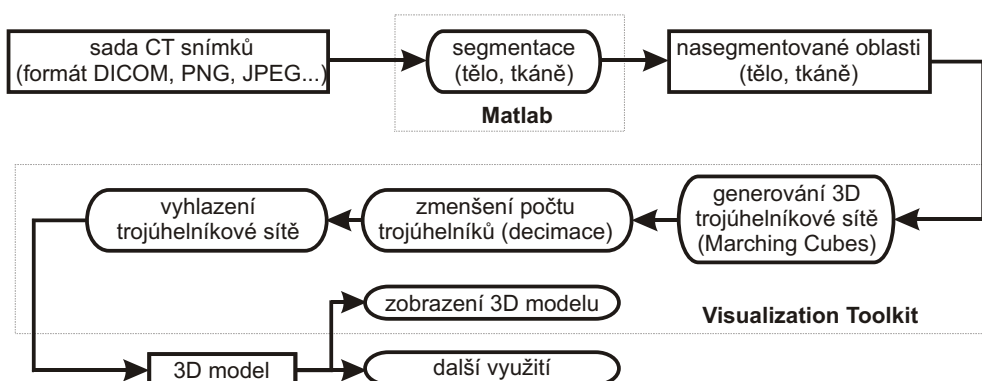 sada CT snímků
(formát DICOM, PNG, JPEG...)
segmentace
(tělo, tkáně)
Matlab
nasegmentované oblasti
(tělo, tkáně)
generování 3D
trojúhelníkové sítě
(Marching Cubes)
zmenšení počtu
trojúhelníků (decimace)
vyhlazení
trojúhelníkové sítě
zobrazení 3D modelu
Visualization Toolkit
3D model
další využití